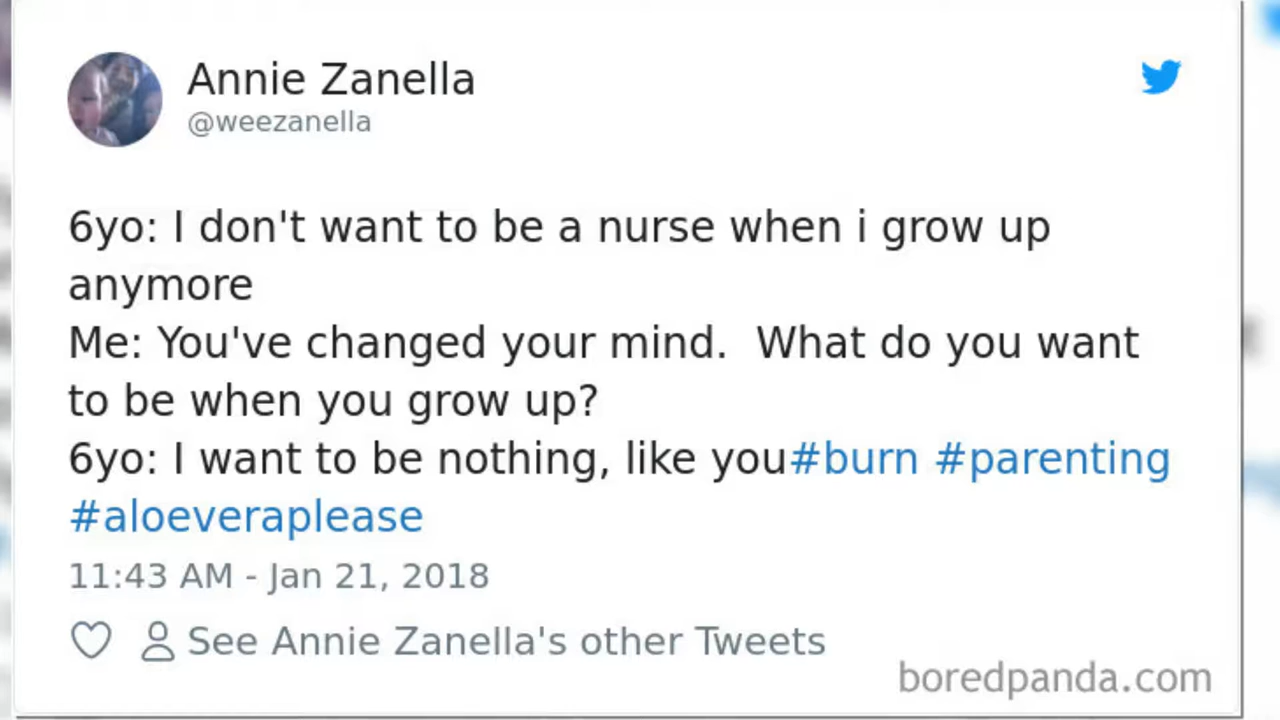 Annie Zanella
@weezanella
6yo: I don't want to be a nurse when i grow up
anymore
Me: You've changed your mind.  What do you want
to be when you grow up?
6yo: I want to be nothing, like you#burn #parenting
#aloeveraplease
11:43 AM - Jan 21, 2018
See Annie Zanella's other Tweets
boredpanda.com